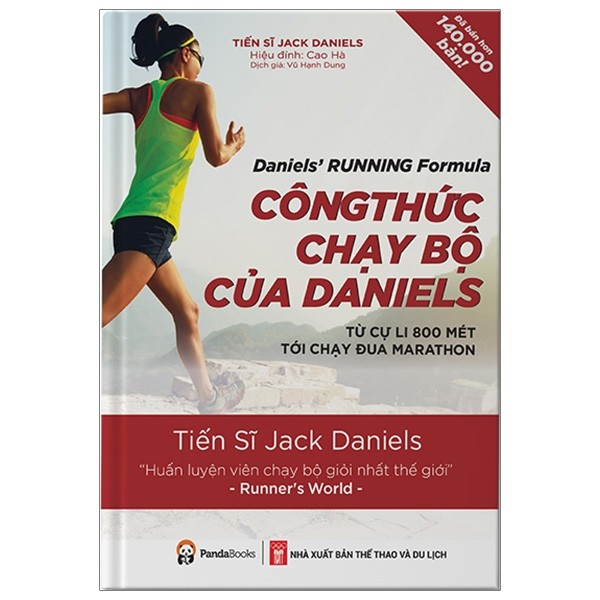 TIẾN SĨ JACK DANIELS
Hiệu đính: Cao Hà
Dịch giả: Vũ Hạnh Dung
Đã bán hơn
140.000
bản!
Daniels' RUNNING Formula
CÔNGTHỨC
CHẠY BỘ
CỦA DANIELS
TỪ CỰ LI 800 MÉT
TỚI CHẠY ĐUA MARATHON
Tiến Sĩ Jack Daniels
“Huấn luyện viên chạy bộ giỏi nhất thế giới”
- Runner's World -
PandaBooks
NHÀ XUẤT BẢN THỂ THAO VÀ DU LỊCH